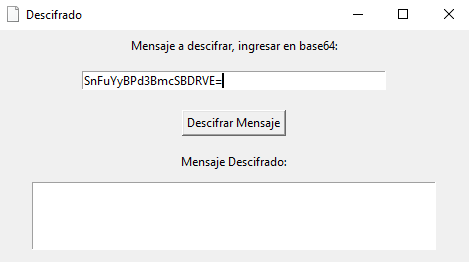 Descifrado
Mensaje a descifrar, ingresar en base64:
SnFuYyBPd3BmcSBDRVE=
Descifrar Mensaje
Mensaje Descifrado: